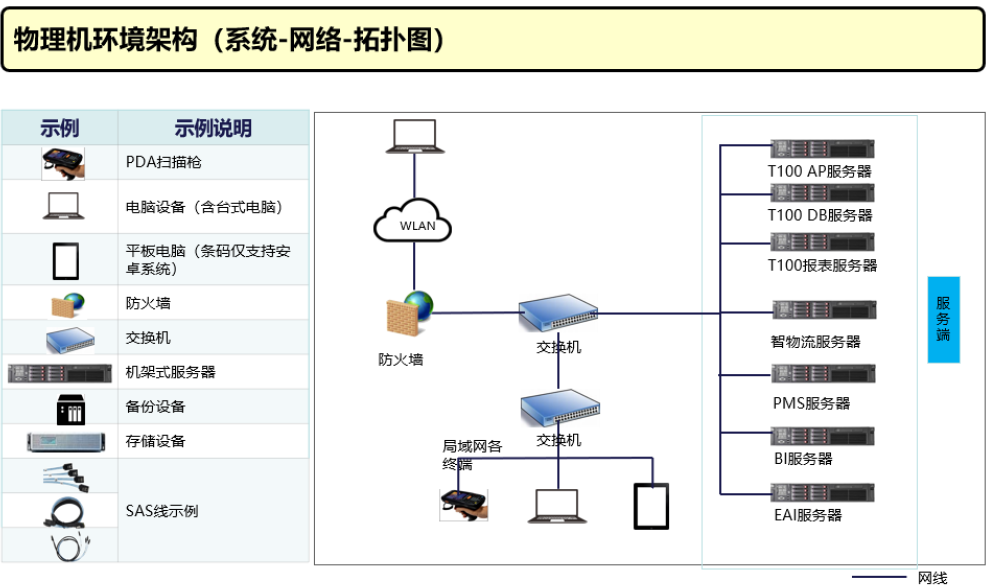 物理机环境架构（系统-网络-拓扑图）
示例
示例说明
PDA扫描枪
电脑设备（含台式电脑）
平板电脑（条码仅支持安
卓系统）
防火墙
交换机
机架式服务器
备份设备
存储设备
SAS线示例
WLAN
防火墙
交换机
交换机
局域网各
终端
T100 AP服务器
T100 DB服务器
T100报表服务器
智物流服务器
PMS服务器
BI服务器
EAI服务器
服务端
网线